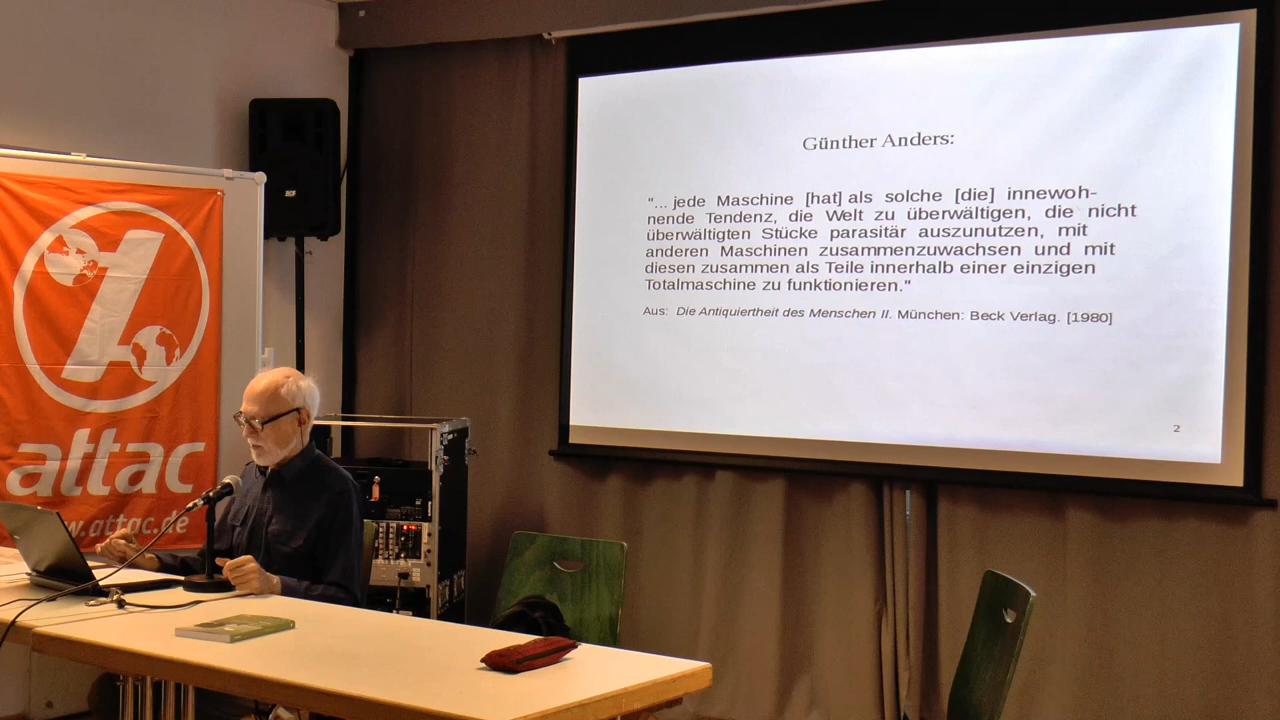 Günther Anders:
"... jede Maschine [hat] als solche [die] innewoh-
nende Tendenz, die Welt zu überwältigen, die nicht
überwältigten Stücke parasitär auszunutzen, mit
anderen Maschinen zusammenzuwachsen und mit
diesen zusammen als Teile innerhalb einer einzigen
Totalmaschine zu funktionieren."
Aus: Die Antiquiertheit des Menschen II. München: Beck Verlag. [1980]
2
RCF
attac
w.attac.de